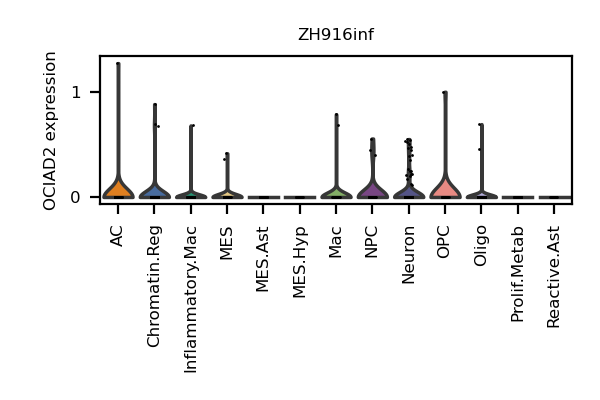 ZH916inf
OCIAD2 expression
1
0
AC
Chromatin.Reg
Inflammatory.Mac
MES
MES.Ast
MES.Hyp
Mac
NPC
Neuron
OPC
Oligo
Prolif.Metab
Reactive.Ast